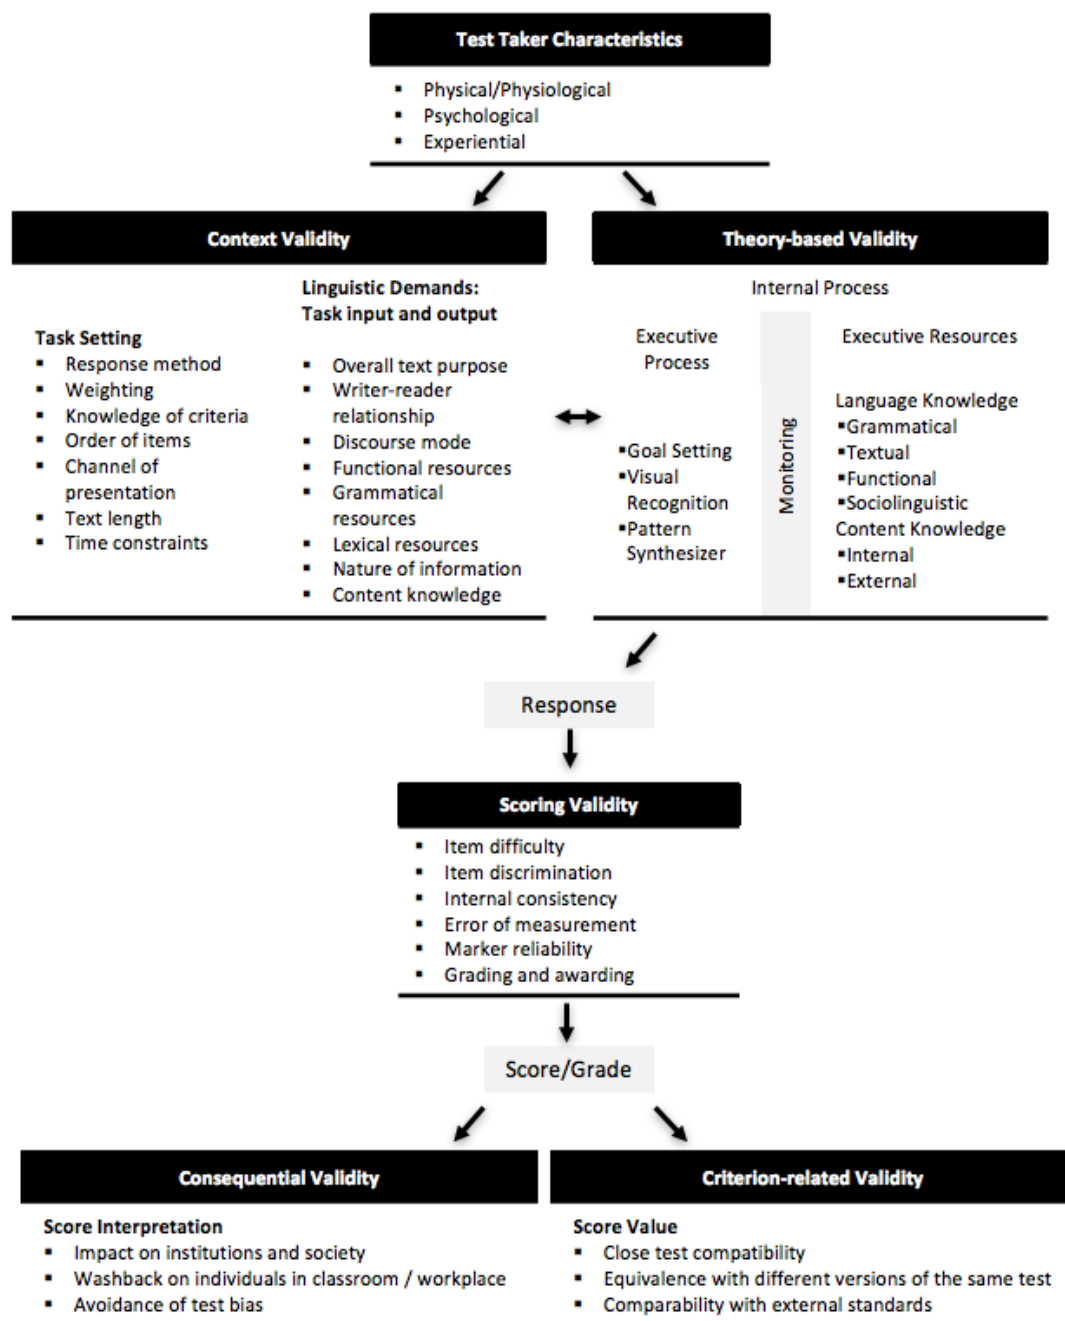 Test Taker Characteristics
▪ Physical/Physiological
▪ Psychological
▪ Experiential
Context Validity
Task Setting
▪ Response method
▪ Weighting
▪ Knowledge of criteria
▪ Order of items
▪ Channel of
presentation
▪ Text length
▪ Time constraints
Linguistic Demands:
Task input and output
▪ Overall text purpose
▪ Writer-reader
relationship
▪ Discourse mode
▪ Functional resources
▪ Grammatical
resources
▪ Lexical resources
▪ Nature of information
▪ Content knowledge
Theory-based Validity
Internal Process
Executive
Process
▪Goal Setting
▪Visual
Recognition
▪Pattern
Synthesizer
Monitoring
Executive Resources
Language Knowledge
▪Grammatical
▪Textual
▪Functional
▪Sociolinguistic
Content Knowledge
▪Internal
▪External
Response
Scoring Validity
▪ Item difficulty
▪ Item discrimination
▪ Internal consistency
▪ Error of measurement
▪ Marker reliability
▪ Grading and awarding
Score/Grade
Consequential Validity
Score Interpretation
▪ Impact on institutions and society
▪ Washback on individuals in classroom / workplace
▪ Avoidance of test bias
Criterion-related Validity
Score Value
▪ Close test compatibility
▪ Equivalence with different versions of the same test
▪ Comparability with external standards